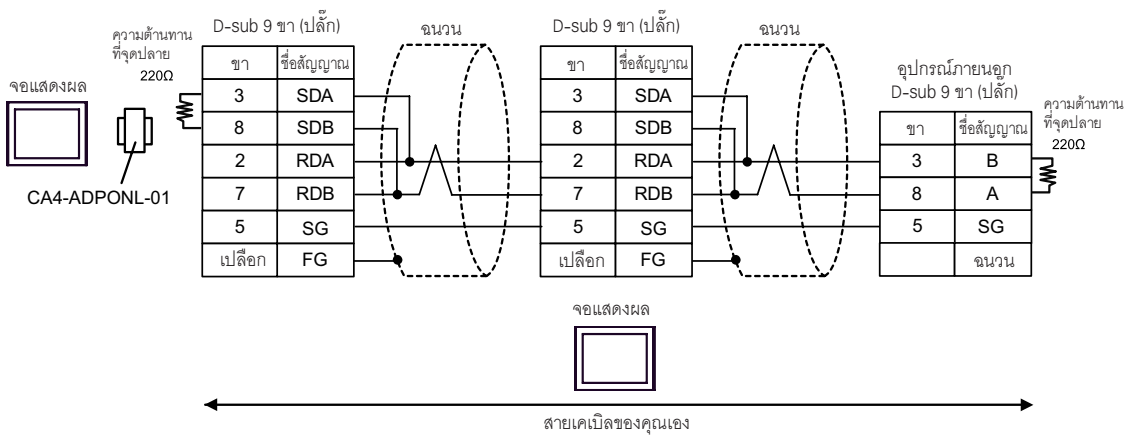 D-sub 9 ขา (ปลั๊ก)
ฉนวน
D-sub 9 ขา (ปลั๊ก)
ฉนวน
ความต้านทาน
ที่จุดปลาย
220Ω
จอแสดงผล
CA4-ADPONL-01
ขา ชื่อสัญญาณ
3 SDA
8 SDB
2 RDA
7 RDB
5 SG
เปลือก FG
ขา ชื่อสัญญาณ
3 SDA
8 SDB
2 RDA
7 RDB
5 SG
เปลือก FG
อุปกรณ์ภายนอก
D-sub 9 ขา (ปลั๊ก)
ขา ชื่อสัญญาณ
3 B
8 A
5 SG
ฉนวน
ความต้านทาน
ที่จุดปลาย
220Ω
จอแสดงผล
สายเคเบิลของคุณเอง